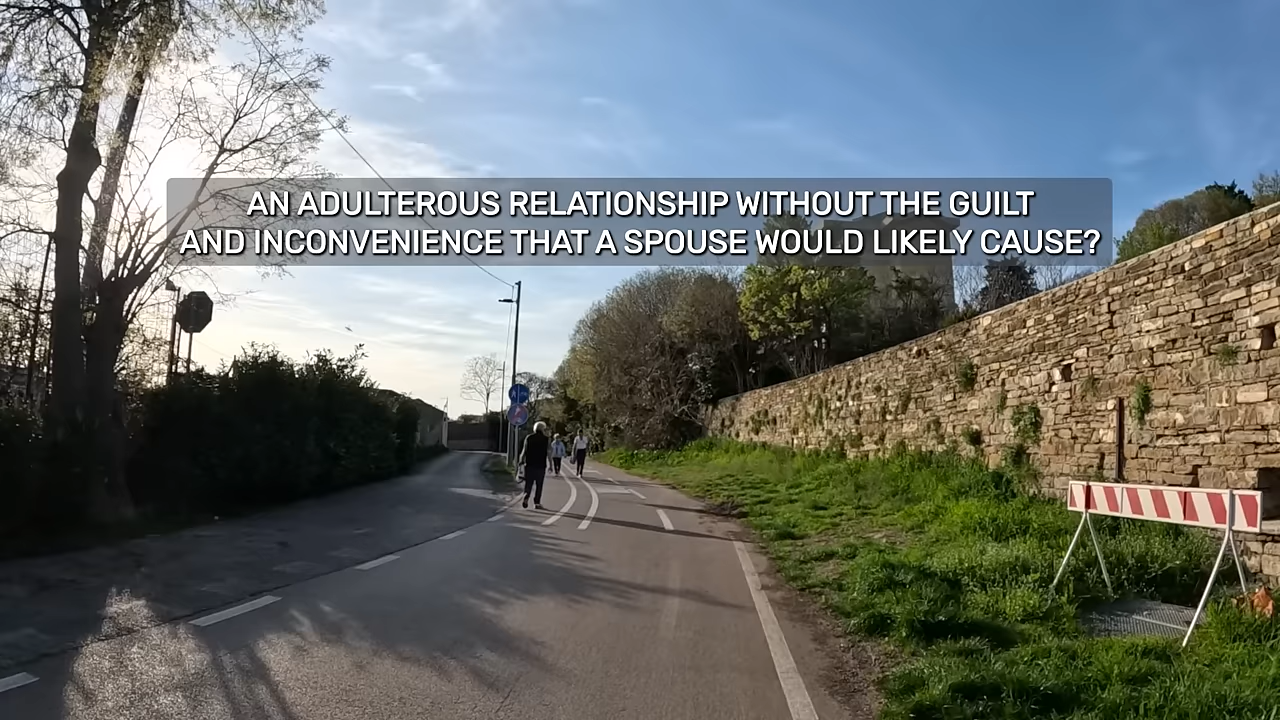 AN ADULTEROUS RELATIONSHIP WITHOUT THE GUILT
AND INCONVENIENCE THAT A SPOUSE WOULD LIKELY CAUSE?